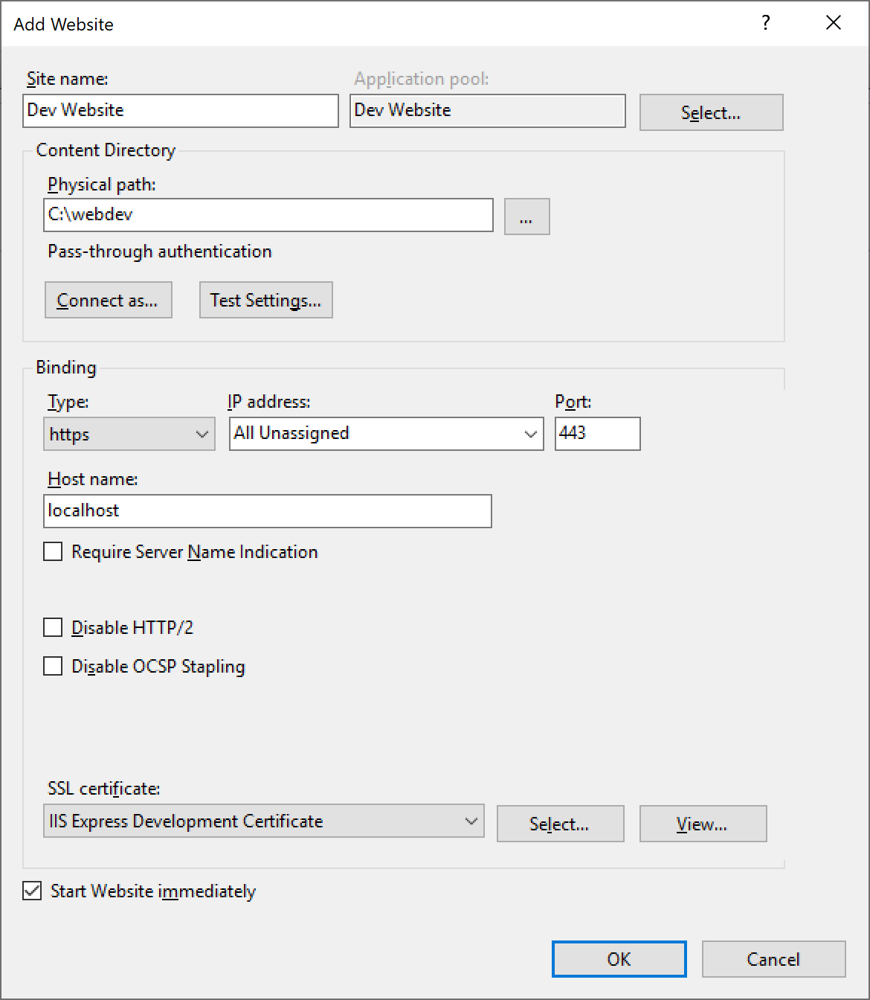 Add Website ?
Site name: Application pool:
Dev Website Dev Website Select...
Content Directory
Physical path:
C:\webdev ...
Pass-through authentication
Connect as... Test Settings...
Binding
Type: IP address: Port:
https All Unassigned 443
Host name:
localhost
Require Server Name Indication
Disable HTTP/2
Disable OCSP Stapling
SSL certificate:
IIS Express Development Certificate Select... View...
Start Website immediately
OK Cancel